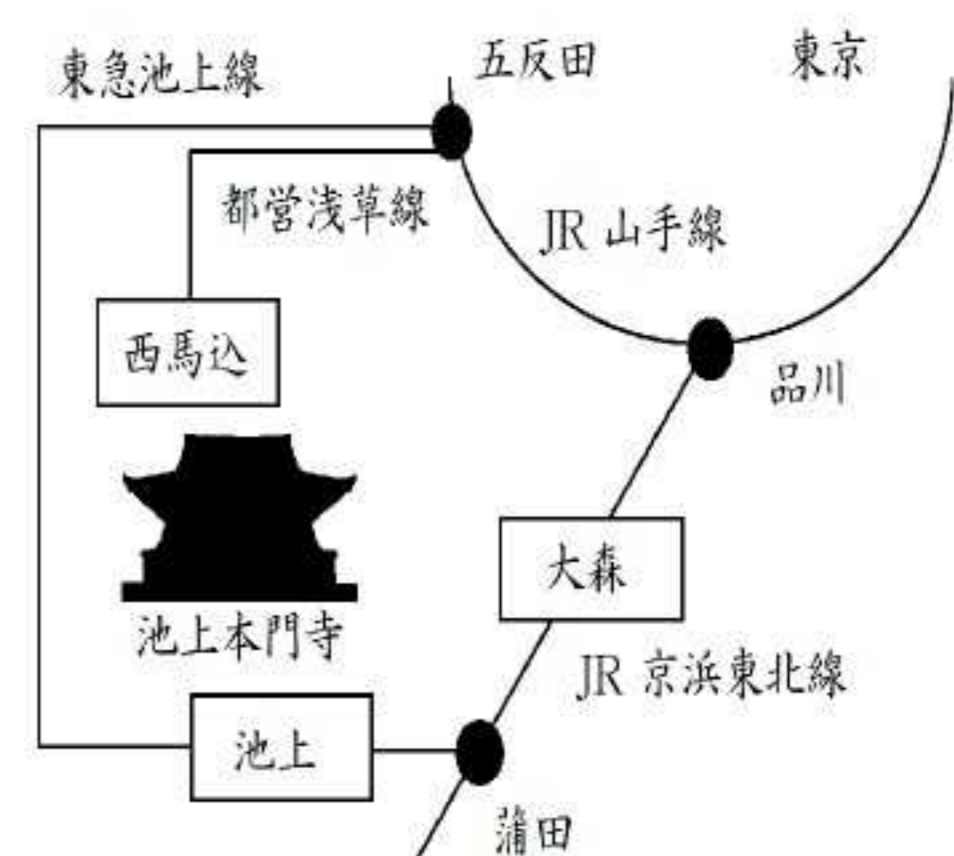 五反田
東京
東急池上線
都営浅草線
JR 山手線
西馬込
品川
大森
池上本門寺
JR 京浜東北線
池上
蒲田